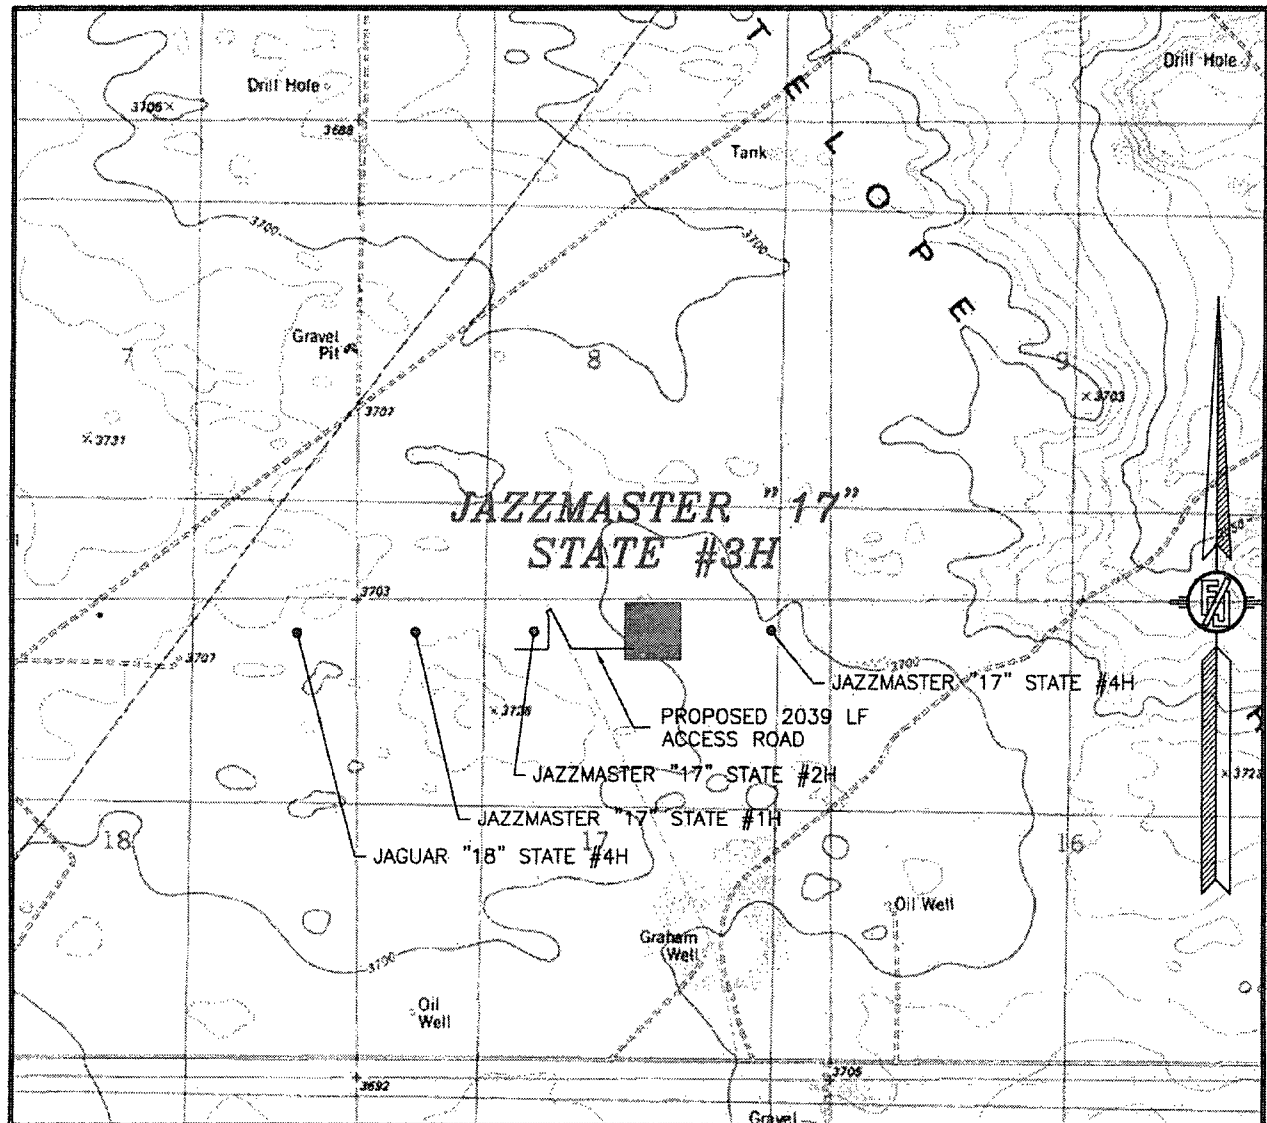 T
E
L
O
P
E
Drill Hole
Drill Hole
3706
3688
Tank
3700
3700
Gravel
Pit
7
8
9
3703
3707
3731
JAZZMASTER "17"
STATE #3H
3703
3707
3700
JAZZMASTER "17" STATE #4H
PROPOSED 2039 LF
ACCESS ROAD
JAZZMASTER "17" STATE #2H
JAZZMASTER "17" STATE #1H
JAGUAR "18" STATE #4H
18
17
16
Oil Well
Graham
Well
3700
Oil
Well
3692
3705
Gravel